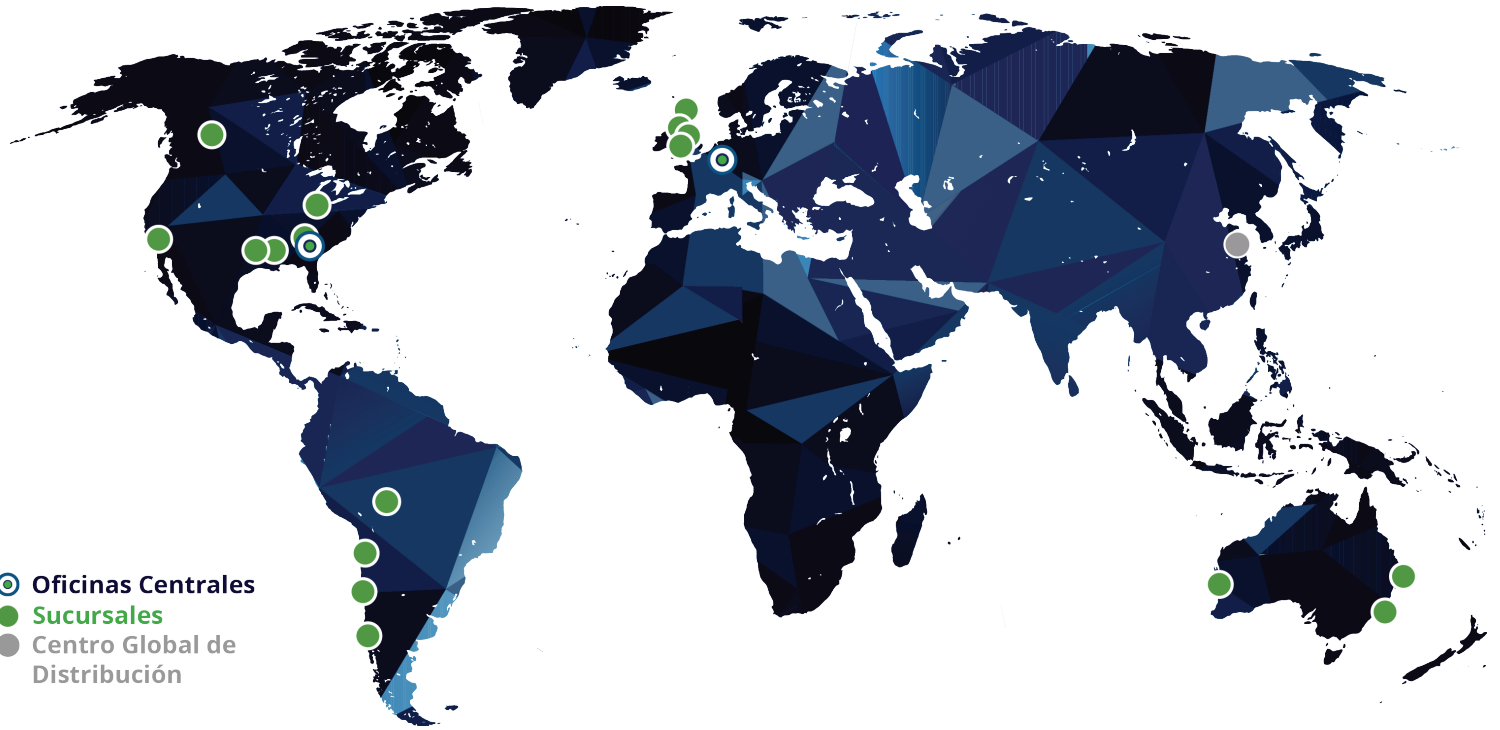 Oficinas Centrales
Sucursales
Centro Global de
Distribución